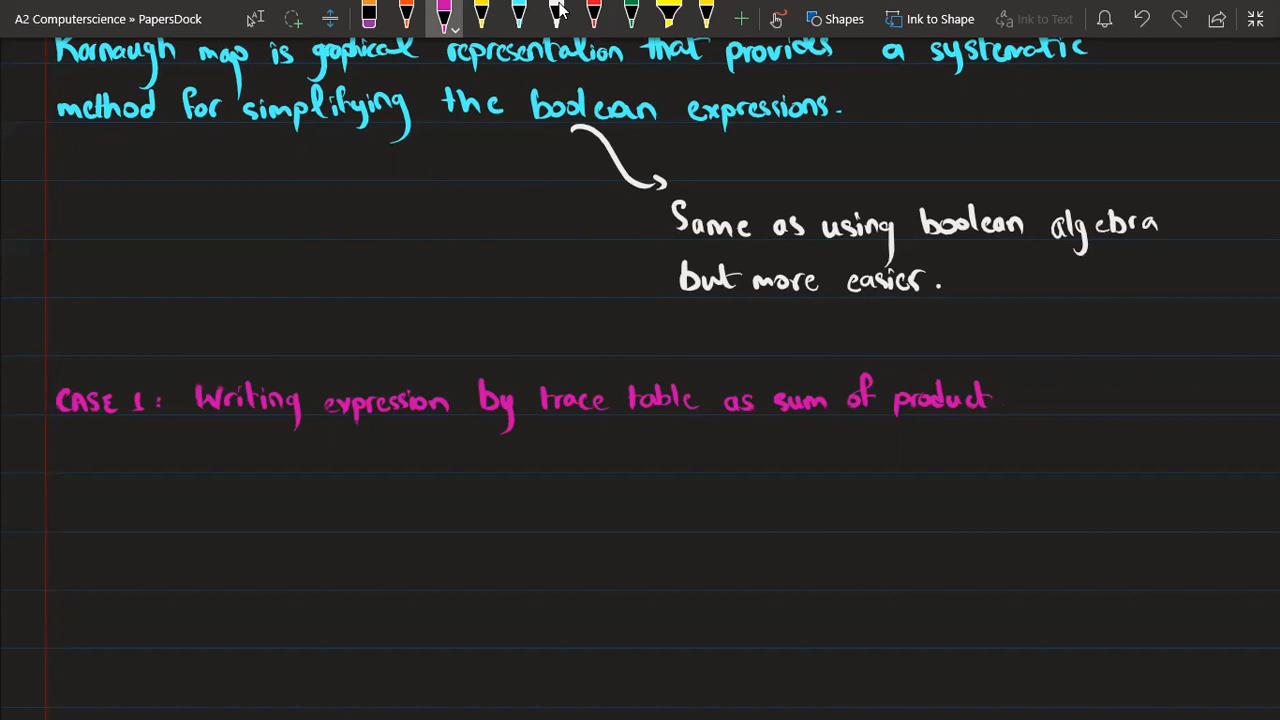 A2 Computerscience » PapersDock
Shapes
Ink to Shape
Ink to Text
Karnaugh map is gophical representation that provides a systematic
method for simplifying the boolean expressions.
Same as using boolean algebra
but more easier.
CASE 1: Writing expression by trace table as sum of product